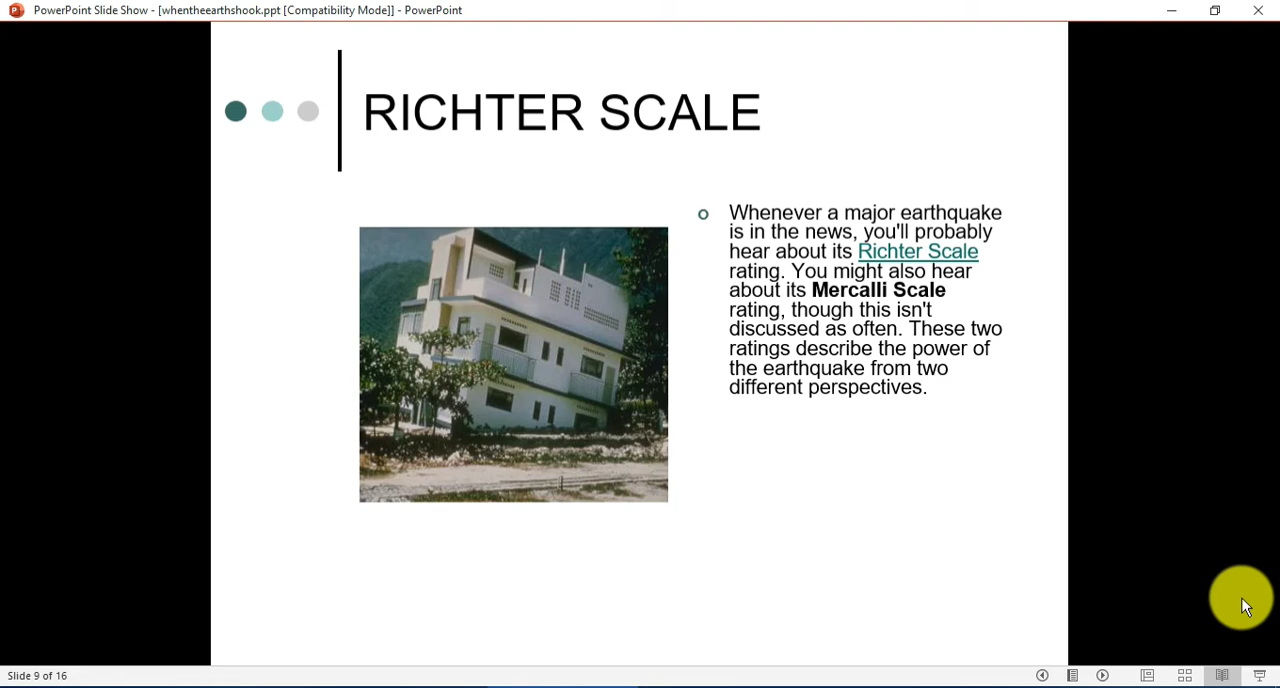 PowerPoint Slide Show - [whentheearthshook.ppt [Compatibility Mode]] - PowerPoint
RICHTER SCALE
Whenever a major earthquake
is in the news, you'll probably
hear about its Richter Scale
rating. You might also hear
about its Mercalli Scale
rating, though this isn't
discussed as often. These two
ratings describe the power of
the earthquake from two
different perspectives.
Slide 9 of 16